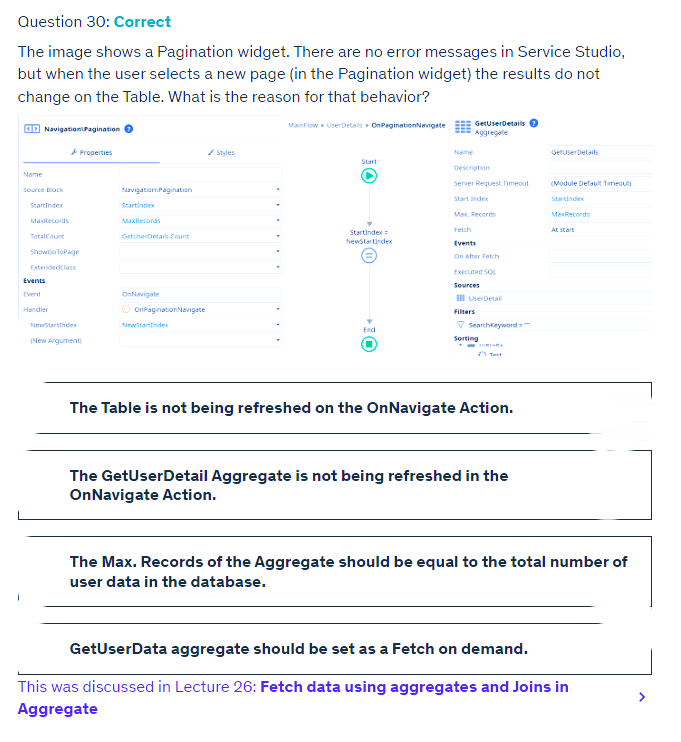 Question 30: Correct
The image shows a Pagination widget. There are no error messages in Service Studio,
but when the user selects a new page (in the Pagination widget) the results do not
change on the Table. What is the reason for that behavior?
Navigation\Pagination ?
Properties
Styles
Name
Source Block
Navigation\Pagination
StartIndex
StartIndex
MaxRecords
MaxRecords
TotalCount
GetUserDetails.Count
ShowGoToPage
ExtendedClass
Events
Event
OnNavigate
Handler
OnPaginationNavigate
NewStartIndex
NewStartIndex
(New Argument)
MainFlow ▸ UserDetails ▸ OnPaginationNavigate
Start
StartIndex =
NewStartIndex
End
GetUserDetails ?
Aggregate
Name
GetUserDetails
Description
Server Request Timeout
(Module Default Timeout)
Start Index
StartIndex
Max. Records
MaxRecords
Fetch
At start
Events
On After Fetch
Executed SQL
Sources
UserDetail
Filters
SearchKeyword = ""
Sorting
Test
The Table is not being refreshed on the OnNavigate Action.
The GetUserDetail Aggregate is not being refreshed in the
OnNavigate Action.
The Max. Records of the Aggregate should be equal to the total number of
user data in the database.
GetUserData aggregate should be set as a Fetch on demand.
This was discussed in Lecture 26: Fetch data using aggregates and Joins in
Aggregate